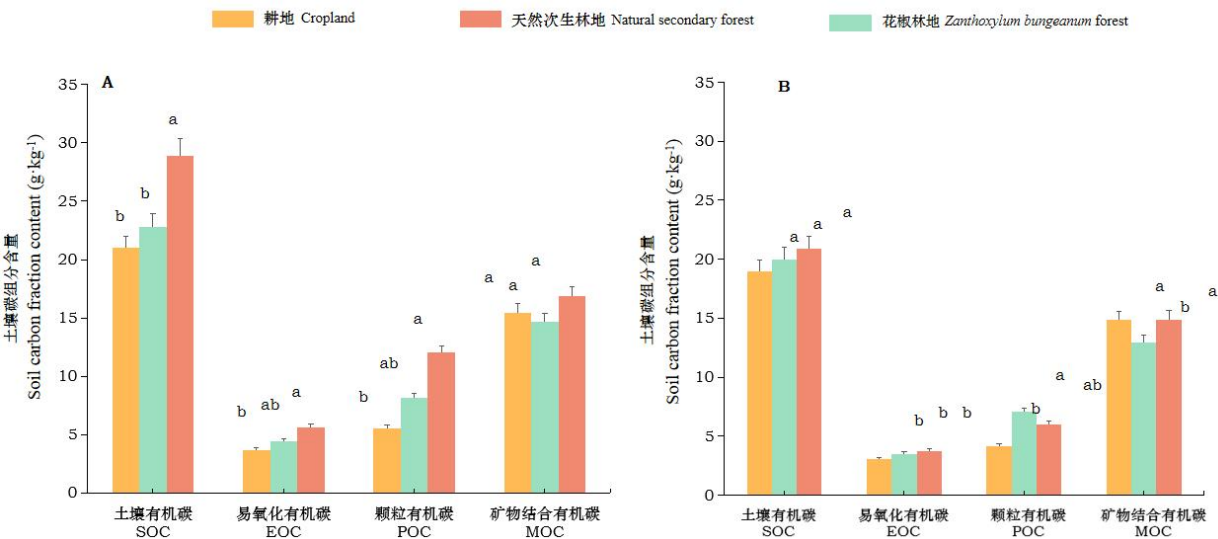 耕地 Cropland
天然次生林地 Natural secondary forest
花椒林地 Zanthoxylum bungeanum forest
A
土壤碳组分含量
Soil carbon fraction content (g·kg-1)
35
30
25
20
15
10
5
0
b
b
a
b
ab
a
b
ab
a
a
a
a
土壤有机碳
SOC
易氧化有机碳
EOC
颗粒有机碳
POC
矿物结合有机碳
MOC
B
土壤碳组分含量
Soil carbon fraction content (g·kg-1)
35
30
25
20
15
10
5
0
a
a
a
b
b
b
b
a
ab
a
b
a
土壤有机碳
SOC
易氧化有机碳
EOC
颗粒有机碳
POC
矿物结合有机碳
MOC